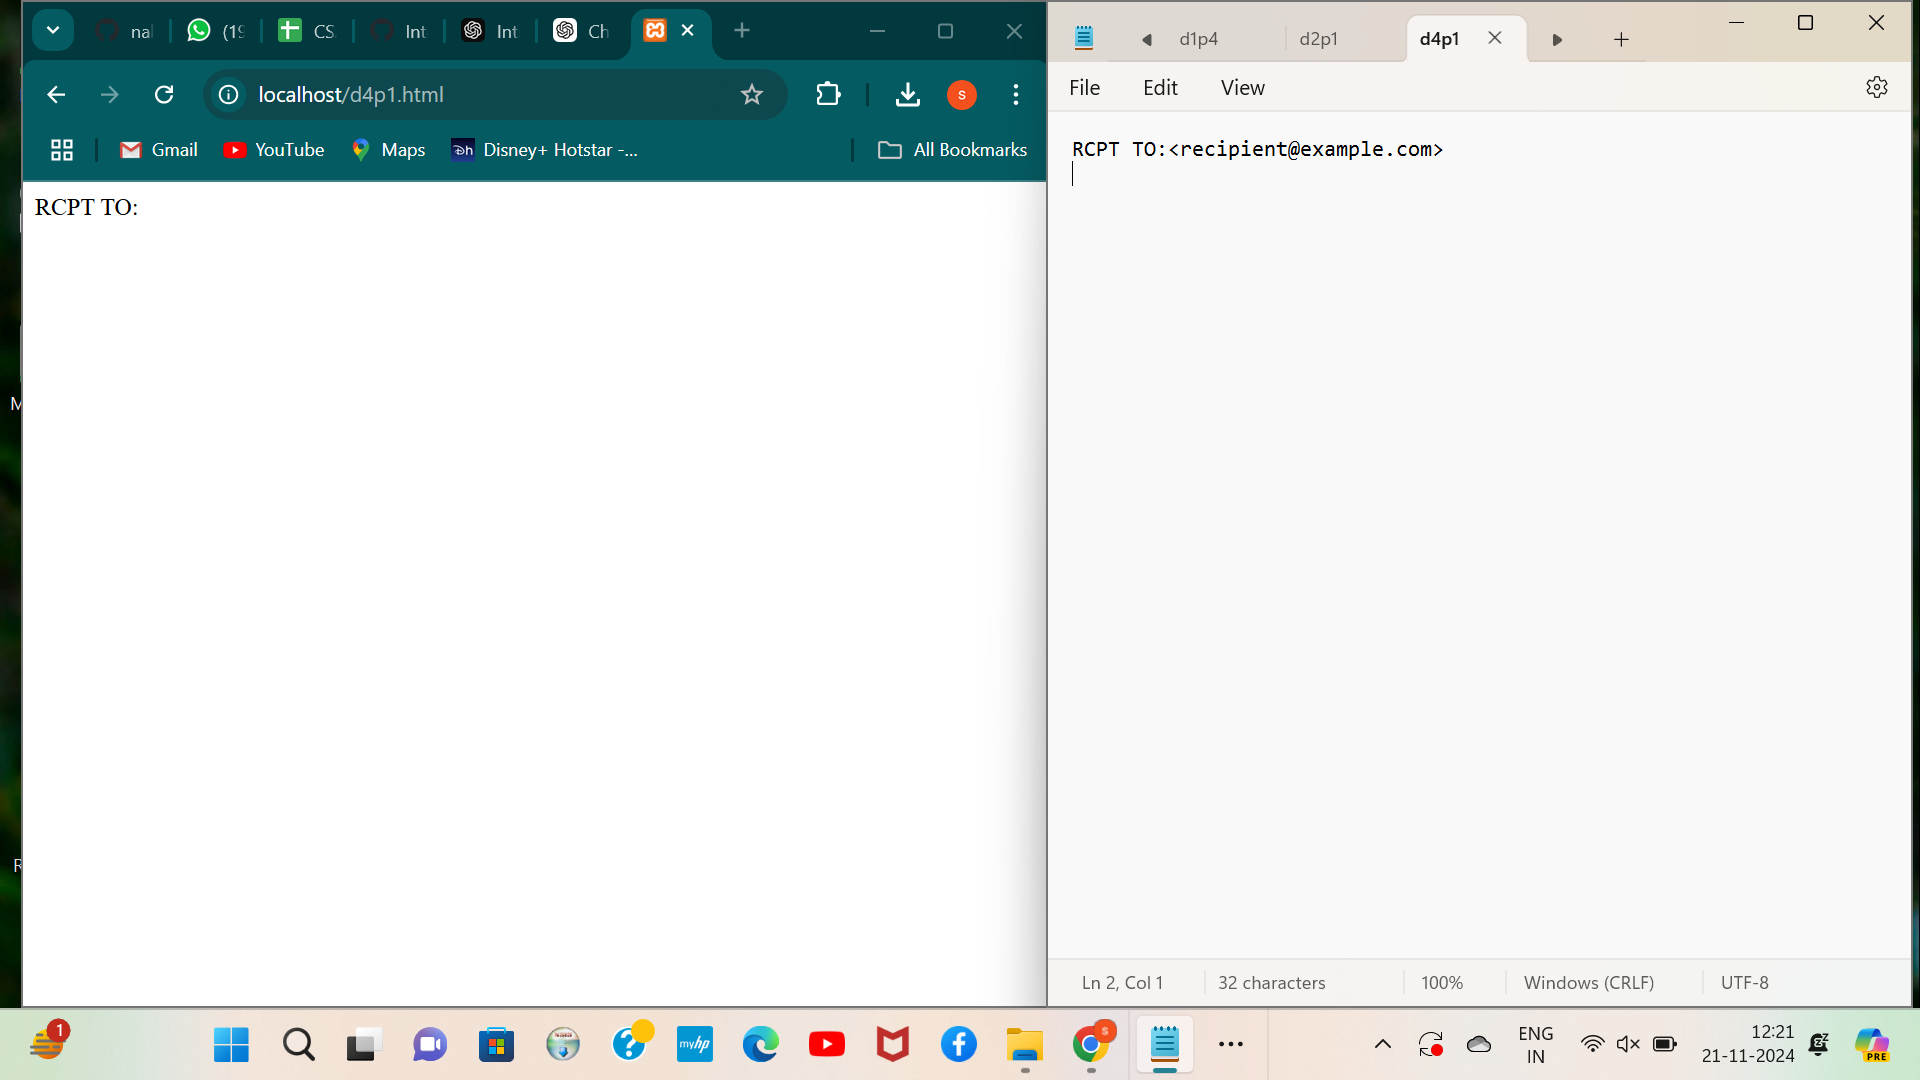 nal
(19
CS
Int
Int
Ch
localhost/d4p1.html
S
Gmail
YouTube
Maps
Disney+ Hotstar -...
All Bookmarks
RCPT TO:
d1p4
d2p1
d4p1
File
Edit
View
RCPT TO:<recipient@example.com>
Ln 2, Col 1
32 characters
100%
Windows (CRLF)
UTF-8
M
R
1
myhp
S
ENG
IN
12:21
21-11-2024
PRE